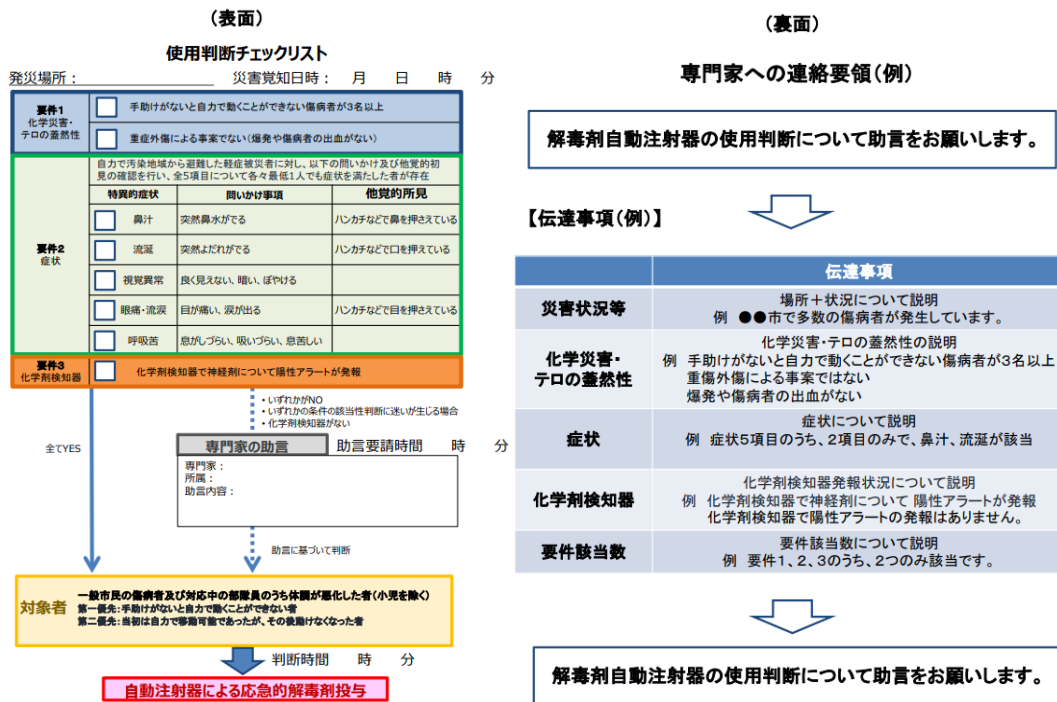 (表面)
使用判断チェックリスト
発災場所： 災害覚知日時： 月 日 時 分
要件1
化学災害・
テロの蓋然性
手助けがないと自力で動くことができない傷病者が3名以上
重症外傷による事案でない(爆発や傷病者の出血がない)
要件2
症状
自力で汚染地域から避難した軽症被災者に対し、以下の問いかけ及び他覚的初
見の確認を行い、全5項目について各々最低1人でも症状を満たした者が存在
特異的症状 問いかけ事項 他覚的所見
鼻汁 突然鼻水がでる ハンカチなどで鼻を押さえている
流涎 突然よだれがでる ハンカチなどで口を押えている
視覚異常 良く見えない、暗い、ぼやける
眼痛・流涙 目が痛い、涙が出る ハンカチなどで目を押さえている
呼吸苦 息がしづらい、吸いづらい、息苦しい
要件3
化学剤検知器
化学剤検知器で神経剤について陽性アラートが発報
・いずれかがNO
・いずれかの条件の該当性判断に迷いが生じる場合
・化学剤検知器がない
全てYES
専門家の助言 助言要請時間 時 分
専門家：
所属：
助言内容：
助言に基づいて判断
対象者
一般市民の傷病者及び対応中の部隊員のうち体調が悪化した者(小児を除く)
第一優先：手助けがないと自力で動くことができない者
第二優先：当初は自力で移動可能であったが、その後動けなくなった者
判断時間 時 分
自動注射器による応急的解毒剤投与
(裏面)
専門家への連絡要領(例)
解毒剤自動注射器の使用判断について助言をお願いします。
【伝達事項(例)】
伝達事項
災害状況等
場所＋状況について説明
例 ●●市で多数の傷病者が発生しています。
化学災害・
テロの蓋然性
化学災害・テロの蓋然性の説明
例 手助けがないと自力で動くことができない傷病者が3名以上
重傷外傷による事案ではない
爆発や傷病者の出血がない
症状
症状について説明
例 症状5項目のうち、2項目のみで、鼻汁、流涎が該当
化学剤検知器
化学剤検知器発報状況について説明
例 化学剤検知器で神経剤について 陽性アラートが発報
化学剤検知器で陽性アラートの発報はありません。
要件該当数
要件該当数について説明
例 要件1、2、3のうち、2つのみ該当です。
解毒剤自動注射器の使用判断について助言をお願いします。